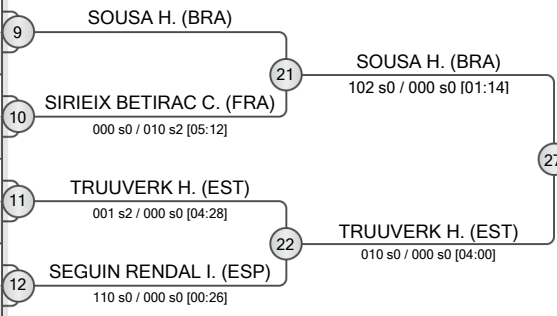 9
SOUSA H. (BRA)
21
SOUSA H. (BRA)
102 s0 / 000 s0 [01:14]
10
SIRIEIX BETIRAC C. (FRA)
000 s0 / 010 s2 [05:12]
27
11
TRUUVERK H. (EST)
001 s2 / 000 s0 [04:28]
22
TRUUVERK H. (EST)
010 s0 / 000 s0 [04:00]
12
SEGUIN RENDAL I. (ESP)
110 s0 / 000 s0 [00:26]